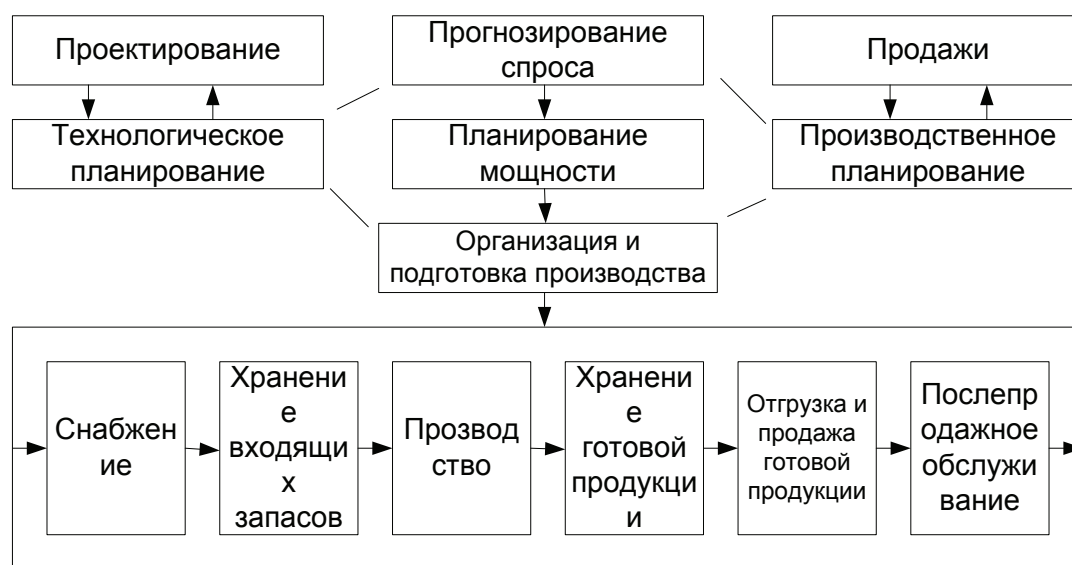 Проектирование
Прогнозирование
спроса
Продажи
Технологическое
планирование
Планирование
мощности
Производственное
планирование
Организация и
подготовка производства
Снабжен
ие
Хранени
е
входящи
х
запасов
Прозвод
ство
Хранени
е
готовой
продукци
и
Отгрузка и
продажа
готовой
продукции
Послепр
одажное
обслужи
вание